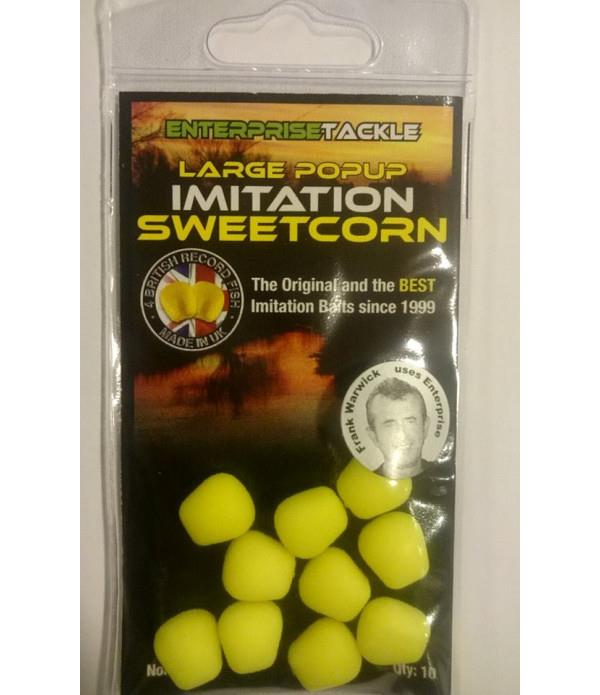 ENTERPRISETACKLE
LARGE POPUP
IMITATION
SWEETCORN
4 BRITISH RECORD FISH
MADE IN UK
The Original and the BEST
Imitation Baits since 1999
Frank Warwick uses Enterprise
No.
Qty: 10